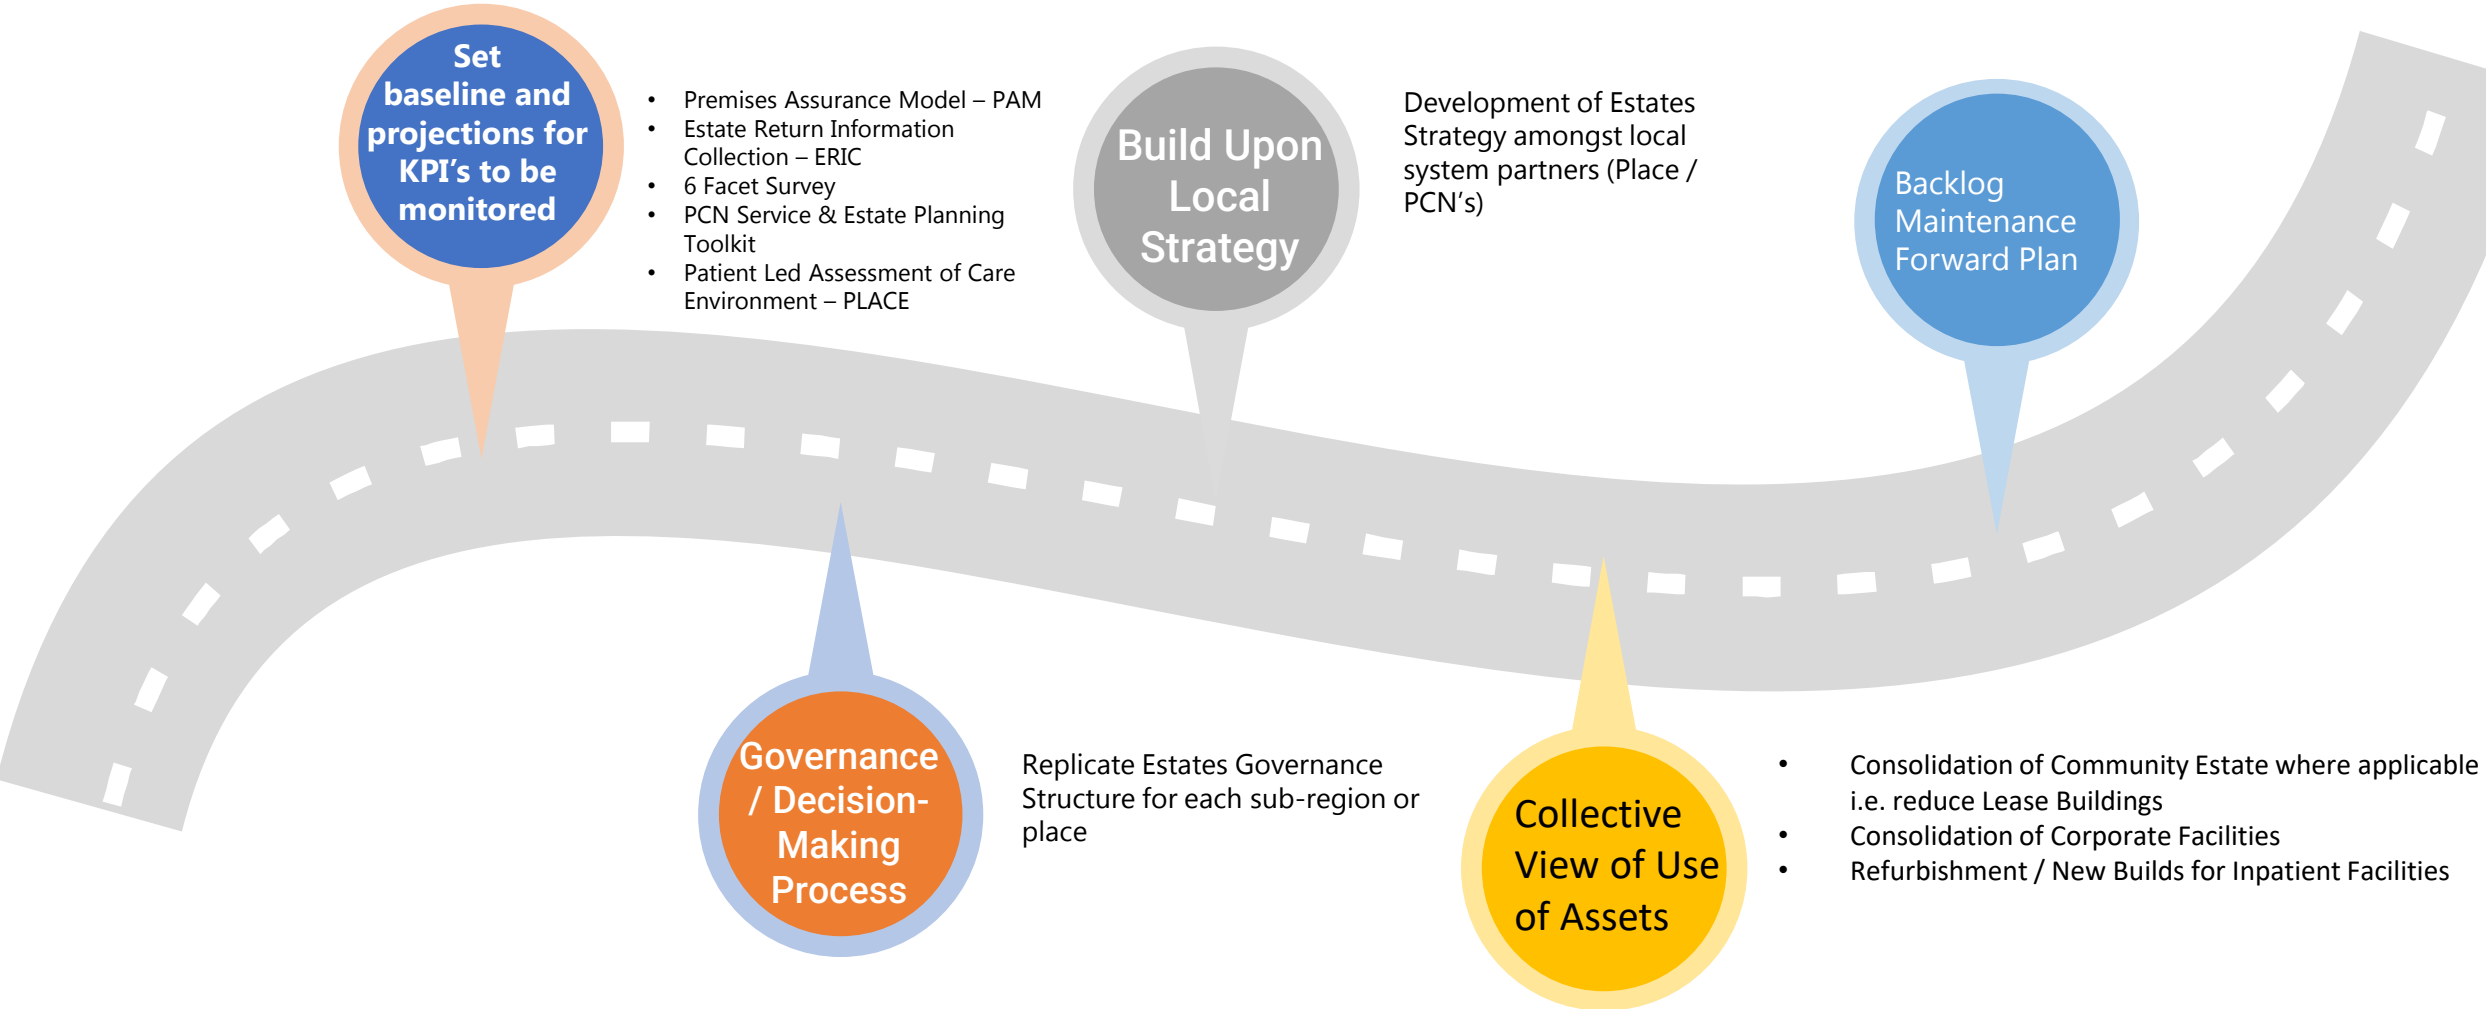 Set
baseline and
projections for
KPI's to be
monitored
• Premises Assurance Model – PAM
• Estate Return Information
Collection – ERIC
• 6 Facet Survey
• PCN Service & Estate Planning
Toolkit
• Patient Led Assessment of Care
Environment – PLACE
Governance
/ Decision-
Making
Process
Replicate Estates Governance
Structure for each sub-region or
place
Build Upon
Local
Strategy
Development of Estates
Strategy amongst local
system partners (Place /
PCN's)
Collective
View of Use
of Assets
• Consolidation of Community Estate where applicable
i.e. reduce Lease Buildings
• Consolidation of Corporate Facilities
• Refurbishment / New Builds for Inpatient Facilities
Backlog
Maintenance
Forward Plan